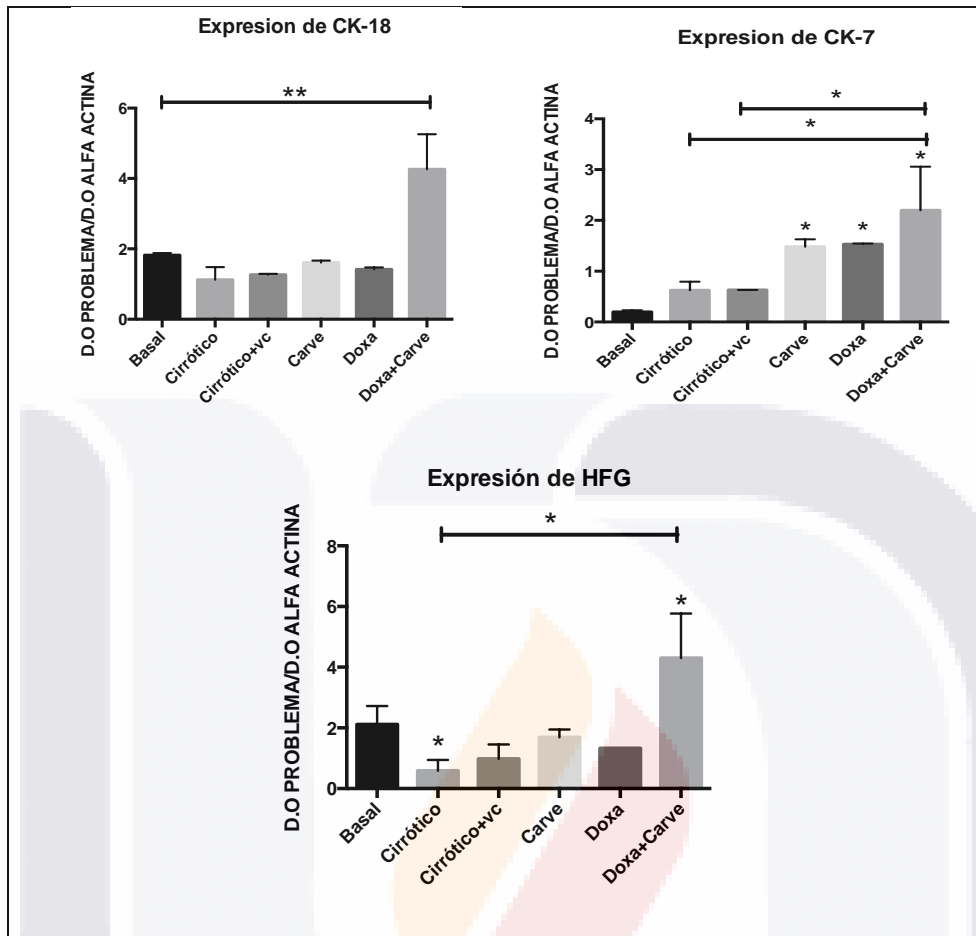 Expresion de CK-18
D.O PROBLEMA/D.O ALFA ACTINA
6
4
2
0
**
Basal
Cirrótico
Cirrótico+vc
Carve
Doxa
Doxa+Carve
Expresion de CK-7
D.O PROBLEMA/D.O ALFA ACTINA
4
3
2
1
0
*
*
*
*
*
Basal
Cirrótico
Cirrótico+vc
Carve
Doxa
Doxa+Carve
Expresión de HFG
D.O PROBLEMA/D.O ALFA ACTINA
8
6
4
2
0
*
*
*
Basal
Cirrótico
Cirrótico+vc
Carve
Doxa
Doxa+Carve